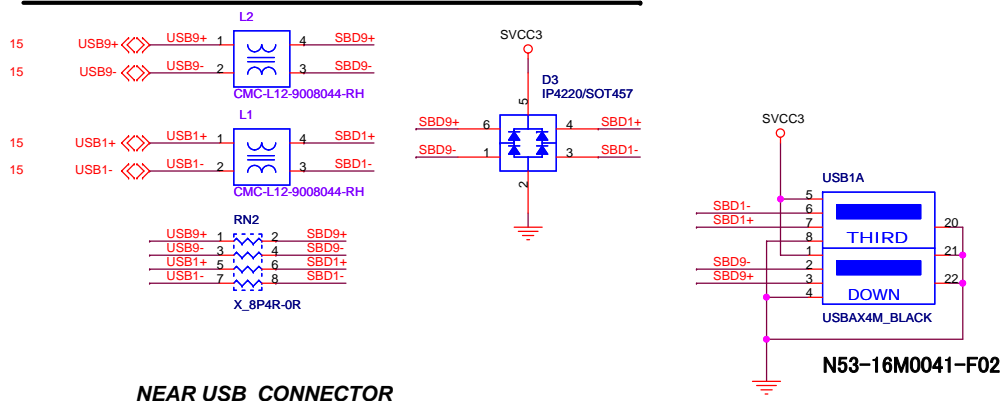 L2
15 USB9+ USB9+ 1 4 SBD9+
15 USB9- USB9- 2 3 SBD9-
CMC-L12-9008044-RH
L1
15 USB1+ USB1+ 1 4 SBD1+
15 USB1- USB1- 2 3 SBD1-
CMC-L12-9008044-RH
RN2
USB9+ 1 2 SBD9+
USB9- 3 4 SBD9-
USB1+ 5 6 SBD1+
USB1- 7 8 SBD1-
X_8P4R-0R
NEAR USB CONNECTOR
SVCC3
D3
IP4220/SOT457
5
SBD9+ 6 4 SBD1+
SBD9- 1 3 SBD1-
2
SVCC3
USB1A
5
SBD1- 6
SBD1+ 7 20
8 THIRD
1 21
SBD9- 2
SBD9+ 3 22
4 DOWN
USBAX4M_BLACK
N53-16M0041-F02